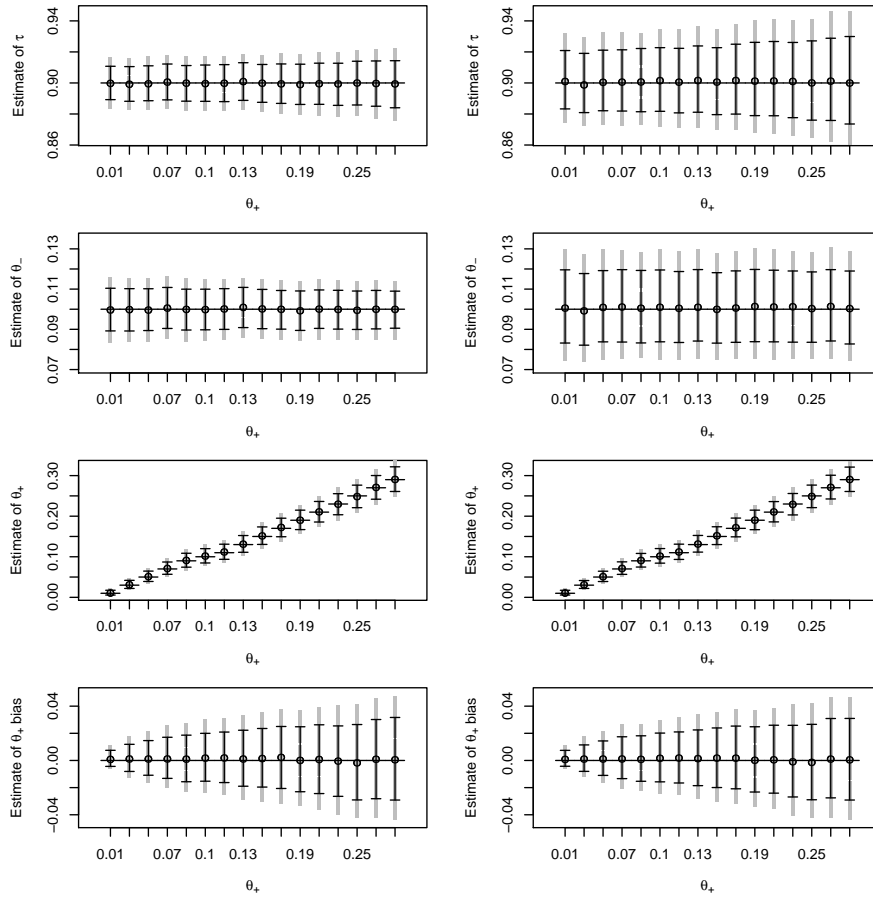 Estimate of τ
0.86 0.90 0.94
0.01 0.07 0.1 0.13 0.19 0.25
θ+
Estimate of τ
0.86 0.90 0.94
0.01 0.07 0.1 0.13 0.19 0.25
θ+
Estimate of θ−
0.07 0.09 0.11 0.13
0.01 0.07 0.1 0.13 0.19 0.25
θ+
Estimate of θ−
0.07 0.09 0.11 0.13
0.01 0.07 0.1 0.13 0.19 0.25
θ+
Estimate of θ+
0.00 0.10 0.20 0.30
0.01 0.07 0.1 0.13 0.19 0.25
θ+
Estimate of θ+
0.00 0.10 0.20 0.30
0.01 0.07 0.1 0.13 0.19 0.25
θ+
Estimate of θ+ bias
−0.04 0.00 0.04
0.01 0.07 0.1 0.13 0.19 0.25
θ+
Estimate of θ+ bias
−0.04 0.00 0.04
0.01 0.07 0.1 0.13 0.19 0.25
θ+